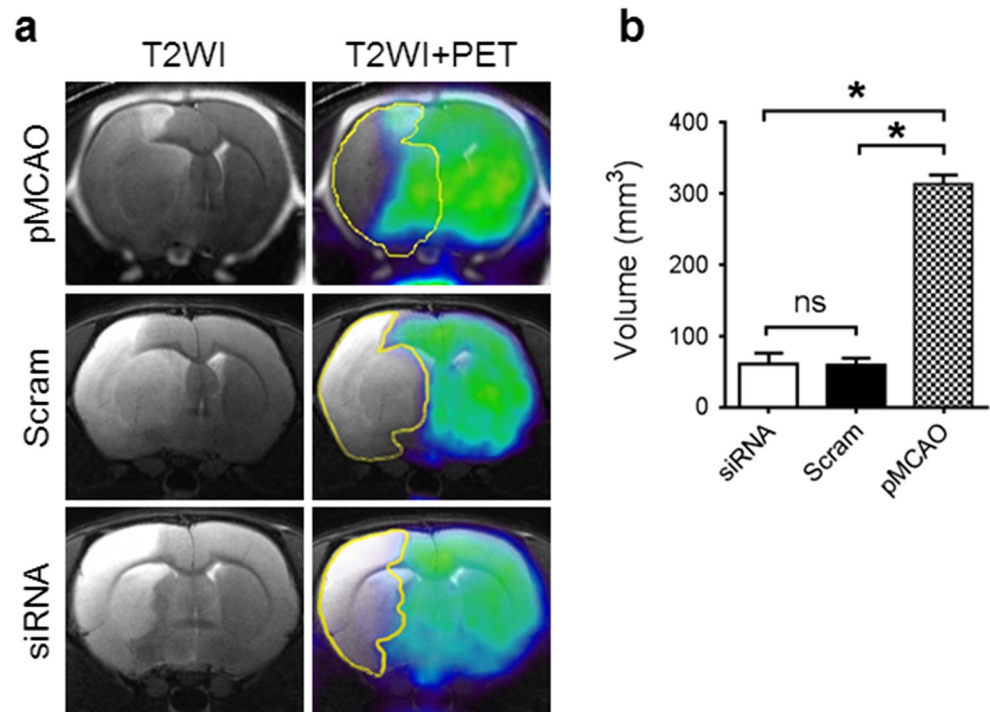 a
T2WI
T2WI+PET
pMCAO
Scram
siRNA
b
*
*
ns
Volume (mm³)
400
300
200
100
0
siRNA
Scram
pMCAO